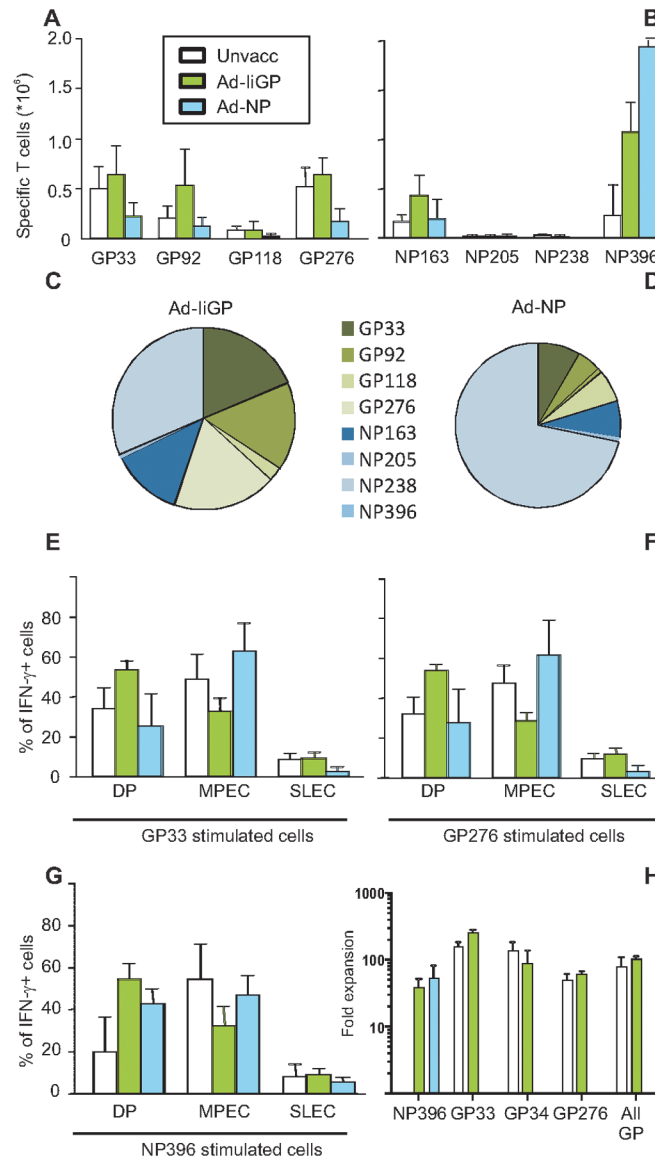 A
B
Unvacc
Ad-liGP
Ad-NP
Specific T cells (*10⁶)
2.0
1.5
1.0
0.5
0
GP33 GP92 GP118 GP276
NP163 NP205 NP238 NP396
C
D
Ad-liGP
Ad-NP
GP33
GP92
GP118
GP276
NP163
NP205
NP238
NP396
E
F
% of IFN-γ+ cells
80
60
40
20
0
DP MPEC SLEC
GP33 stimulated cells
DP MPEC SLEC
GP276 stimulated cells
G
H
% of IFN-γ+ cells
80
60
40
20
0
DP MPEC SLEC
NP396 stimulated cells
Fold expansion
1000
100
10
NP396 GP33 GP34 GP276 All
GP